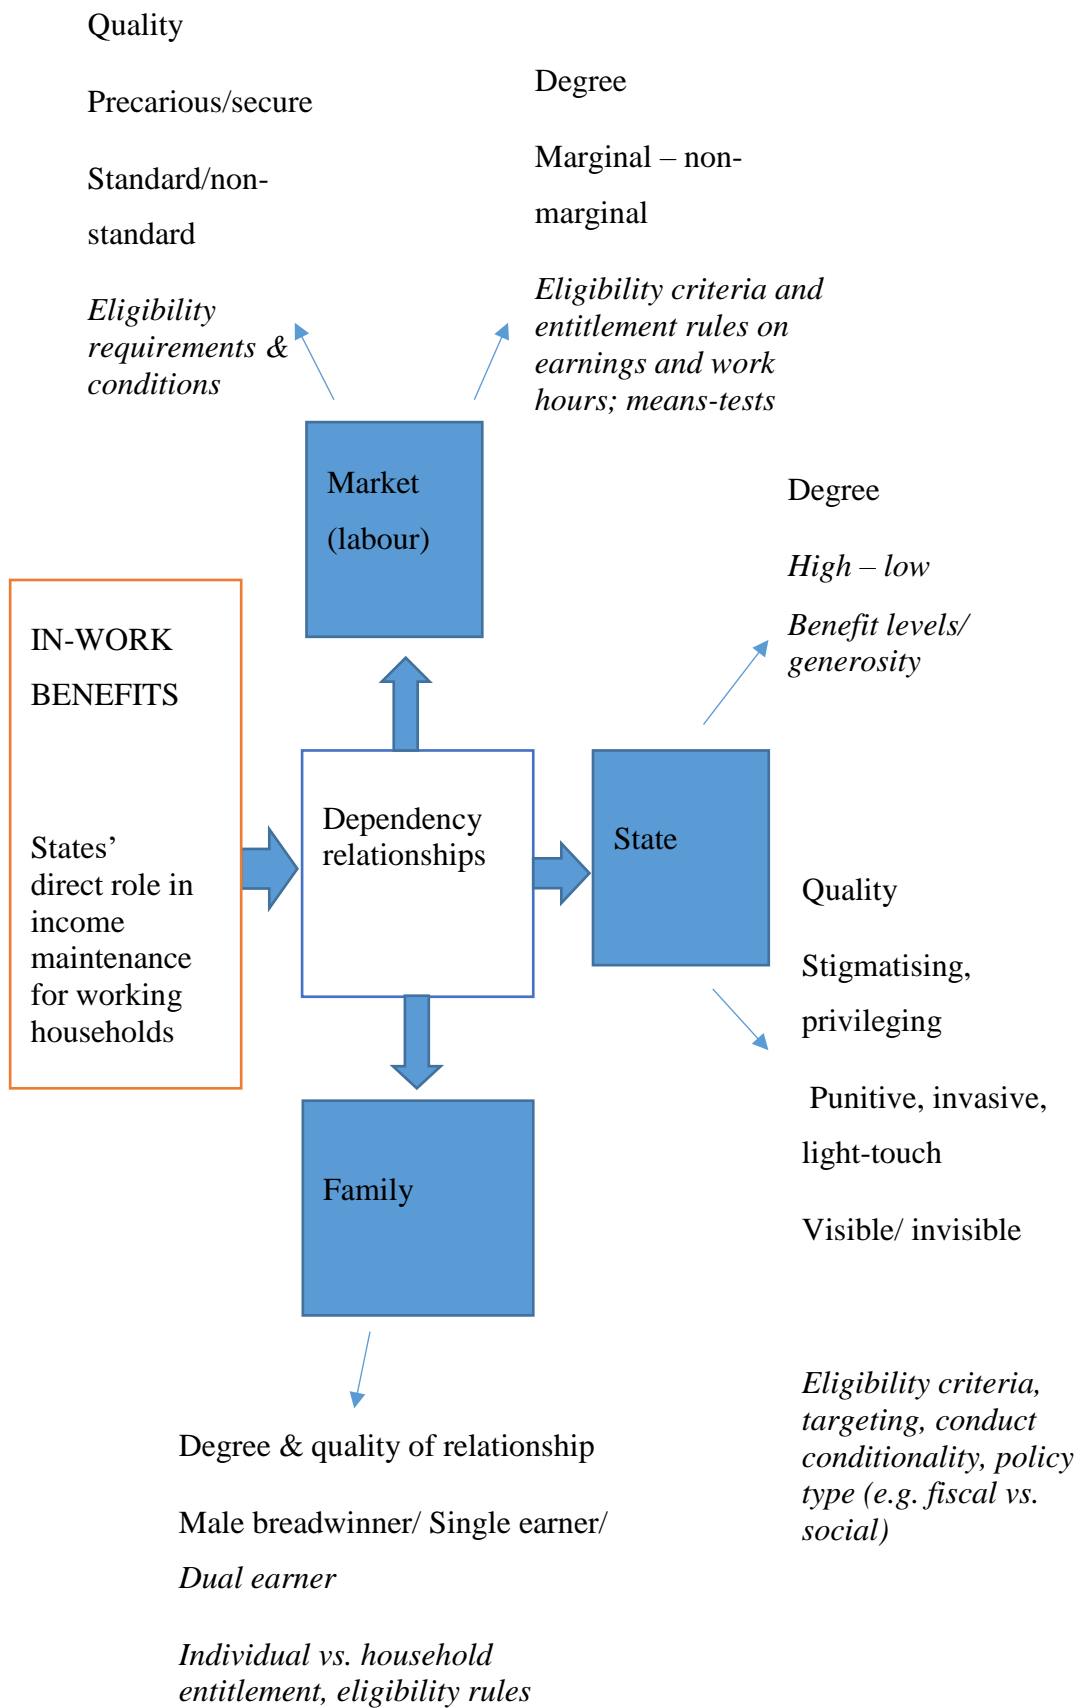 Quality
Precarious/secure
Standard/non-
standard
Eligibility
requirements &
conditions
Degree
Marginal – non-
marginal
Eligibility criteria and
entitlement rules on
earnings and work
hours; means-tests
Market
(labour)
Degree
High – low
Benefit levels/
generosity
IN-WORK
BENEFITS
States’
direct role in
income
maintenance
for working
households
Dependency
relationships
State
Quality
Stigmatising,
privileging
Punitive, invasive,
light-touch
Visible/ invisible
Eligibility criteria,
targeting, conduct
conditionality, policy
type (e.g. fiscal vs.
social)
Family
Degree & quality of relationship
Male breadwinner/ Single earner/
Dual earner
Individual vs. household
entitlement, eligibility rules